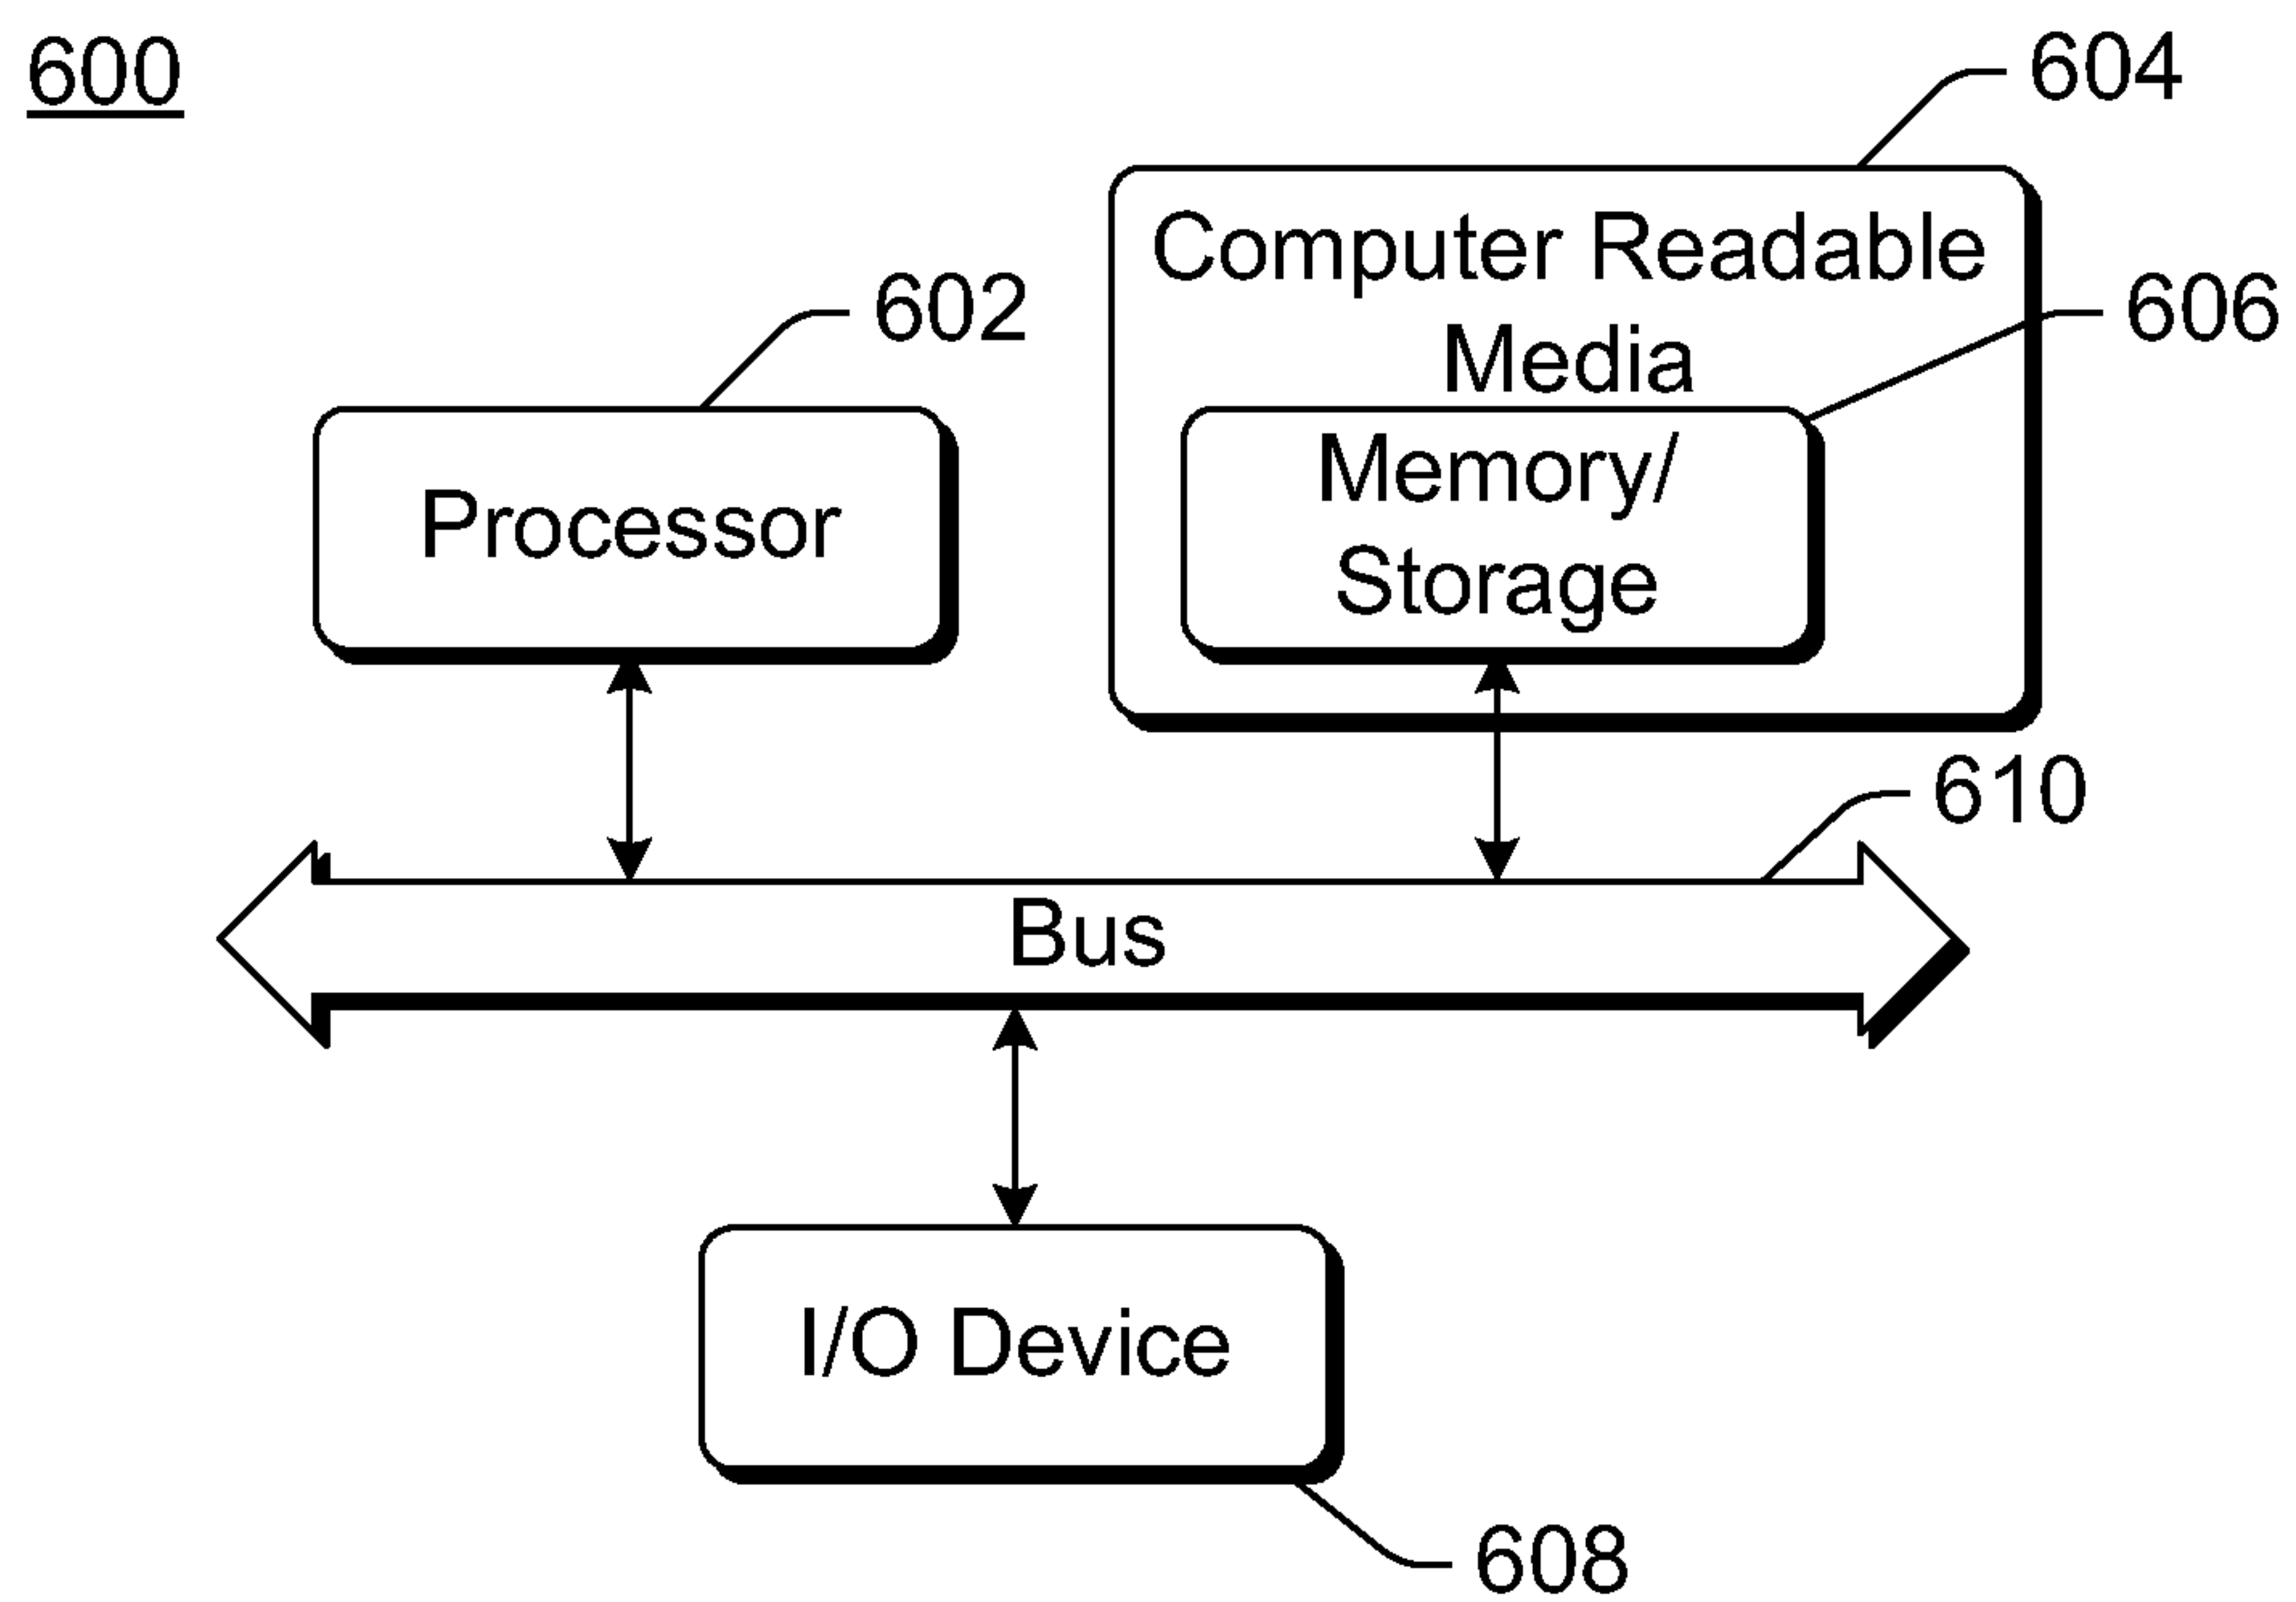 600
604
Computer Readable
Media
602
606
Processor
Memory/
Storage
610
Bus
I/O Device
608